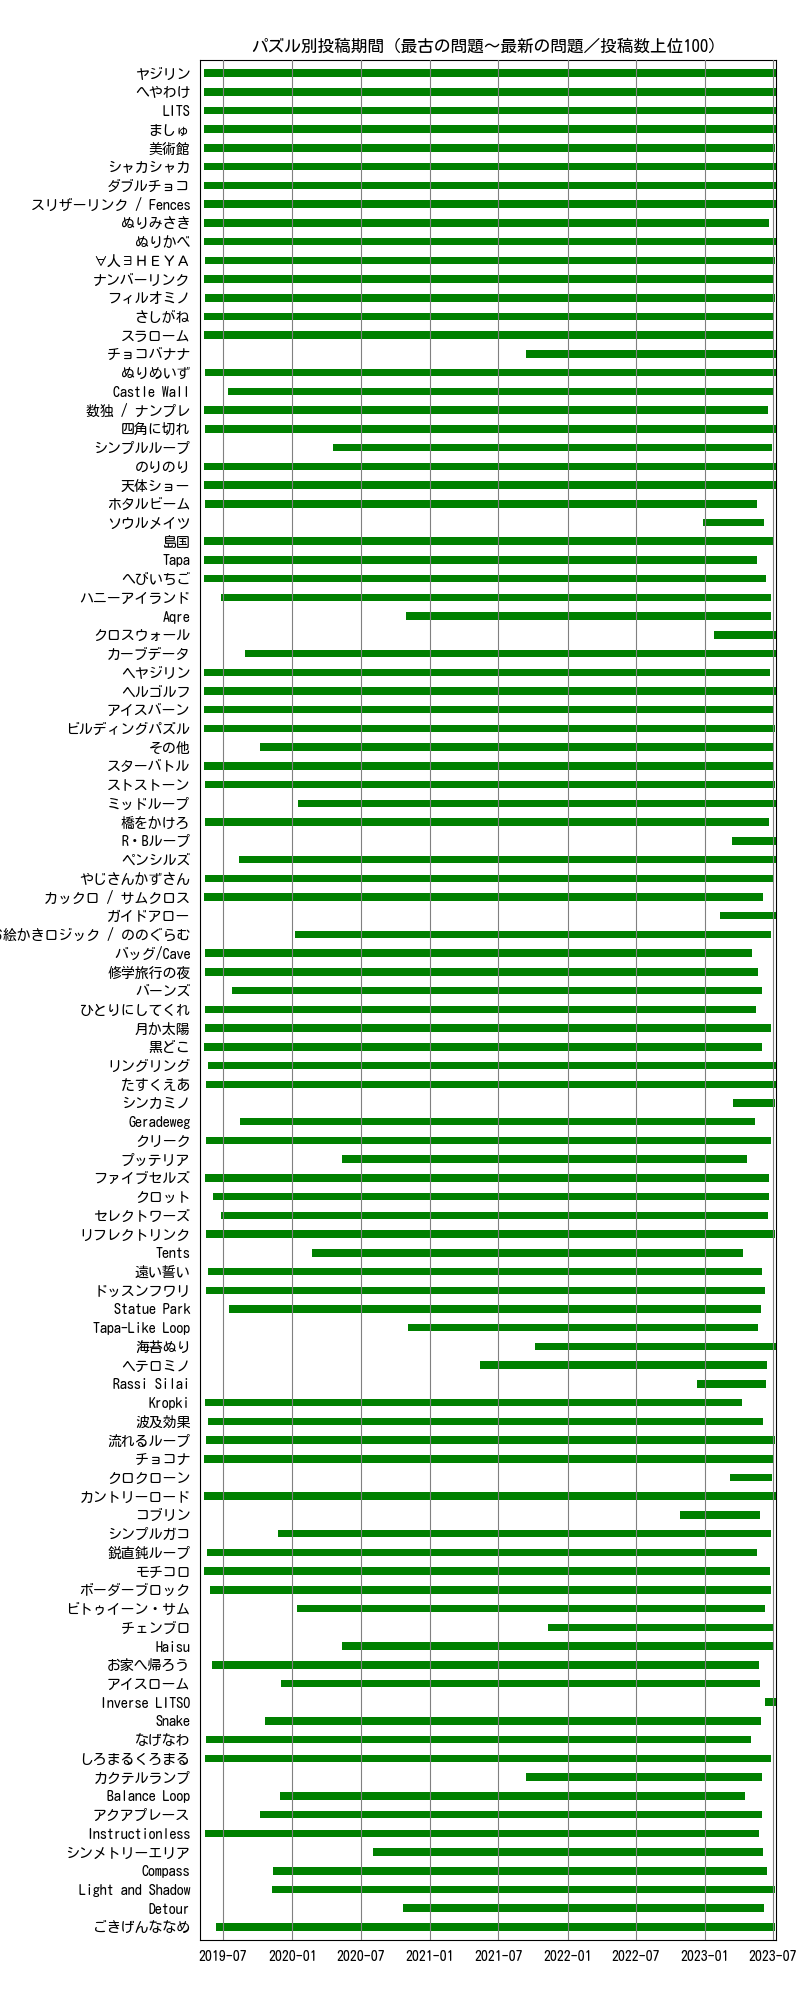 パズル別投稿期間（最古の問題～最新の問題／投稿数上位100）
ヤジリン
へやわけ
LITS
ましゅ
美術館
シャカシャカ
ダブルチョコ
スリザーリンク / Fences
ぬりみさき
ぬりかべ
∀人ヨＨＥＹＡ
ナンバーリンク
フィルオミノ
さしがね
スラローム
チョコバナナ
ぬりめいず
Castle Wall
数独 / ナンプレ
四角に切れ
シンプルループ
のりのり
天体ショー
ホタルビーム
ソウルメイツ
島国
Tapa
へびいちご
ハニーアイランド
Aqre
クロスウォール
カーブデータ
ヘヤジリン
ヘルゴルフ
アイスバーン
ビルディングパズル
その他
スターバトル
ストストーン
ミッドループ
橋をかけろ
R・Bループ
ペンシルズ
やじさんかずさん
カックロ / サムクロス
ガイドアロー
絵かきロジック / ののぐらむ
バッグ/Cave
修学旅行の夜
バーンズ
ひとりにしてくれ
月か太陽
黒どこ
リングリング
たすくえあ
シンカミノ
Geradeweg
クリーク
プッテリア
ファイブセルズ
クロット
セレクトワーズ
リフレクトリンク
Tents
遠い誓い
ドッスンフワリ
Statue Park
Tapa-Like Loop
海苔ぬり
ヘテロミノ
Rassi Silai
Kropki
波及効果
流れるループ
チョコナ
クロクローン
カントリーロード
コブリン
シンプルガコ
鋭直鈍ループ
モチコロ
ボーダーブロック
ビトゥイーン・サム
チェンブロ
Haisu
お家へ帰ろう
アイスローム
Inverse LITSO
Snake
なげなわ
しろまるくろまる
カクテルランプ
Balance Loop
アクアプレース
Instructionless
シンメトリーエリア
Compass
Light and Shadow
Detour
ごきげんななめ
2019-07 2020-01 2020-07 2021-01 2021-07 2022-01 2022-07 2023-01 2023-07